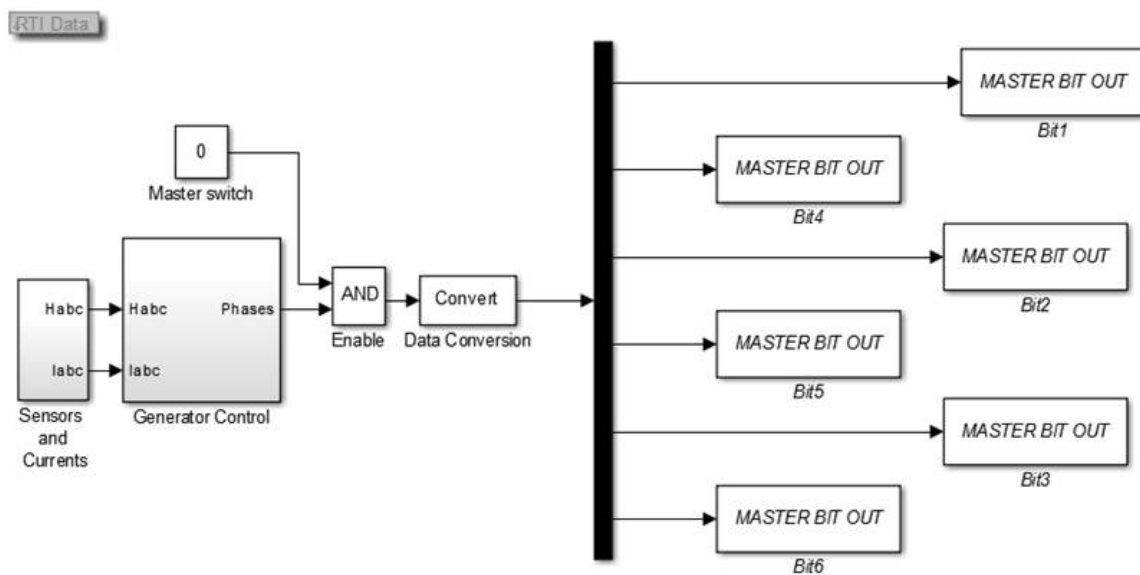 RTI Data
MASTER BIT OUT
Bit1
0
Master switch
MASTER BIT OUT
Bit4
MASTER BIT OUT
Bit2
Habc
Iabc
Sensors
and
Currents
Habc
Iabc
Phases
Generator Control
AND
Enable
Convert
Data Conversion
MASTER BIT OUT
Bit5
MASTER BIT OUT
Bit3
MASTER BIT OUT
Bit6